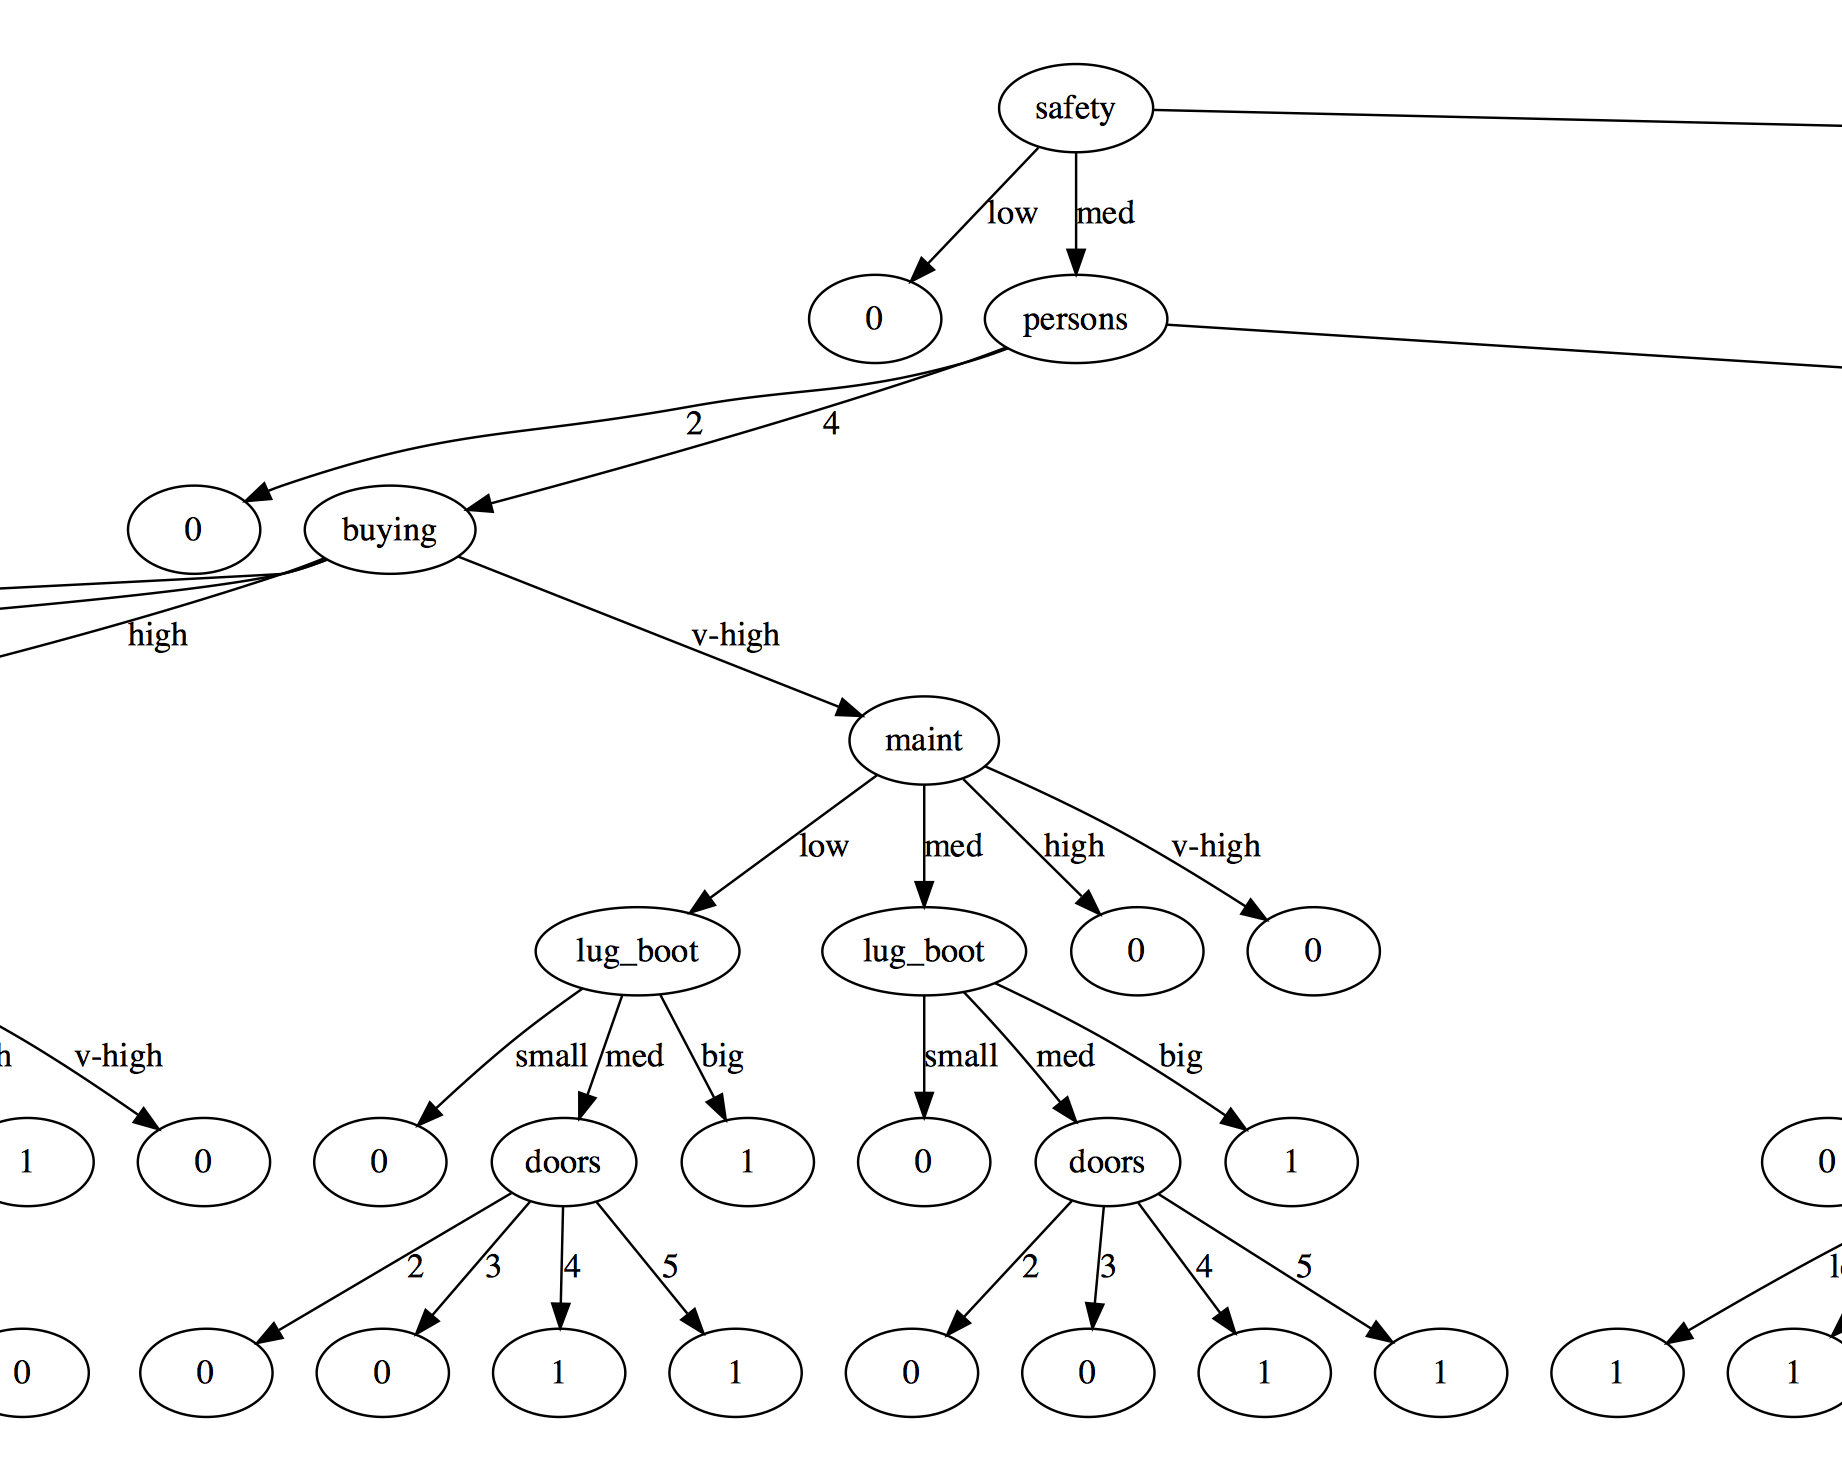 safety
low med
0 persons
2 4
0 buying
high v-high
maint
low med high v-high
lug_boot lug_boot 0 0
v-high small med big small med big
1 0 0 doors 1 0 doors 1 0
2 3 4 5 2 3 4 5
0 0 0 1 1 0 0 1 1 1 1